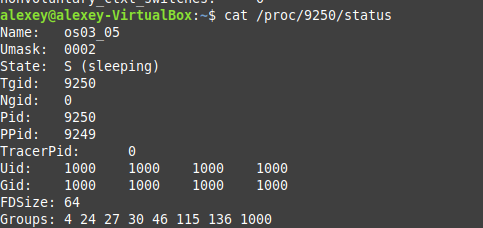 nonvoluntary_ctxt_switches: 0
alexey@alexey-VirtualBox:~$ cat /proc/9250/status
Name: os03_05
Umask: 0002
State: S (sleeping)
Tgid: 9250
Ngid: 0
Pid: 9250
PPid: 9249
TracerPid: 0
Uid: 1000 1000 1000 1000
Gid: 1000 1000 1000 1000
FDSize: 64
Groups: 4 24 27 30 46 115 136 1000